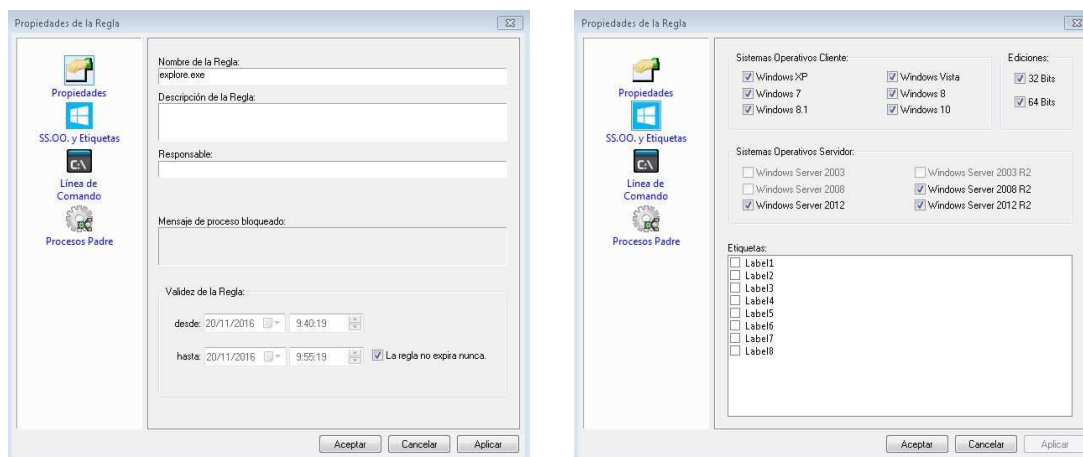 Propiedades de la Regla
Propiedades
SS.OO. y Etiquetas
C:\
Línea de
Comando
Procesos Padre
Nombre de la Regla:
explore.exe
Descripción de la Regla:
Responsable:
Mensaje de proceso bloqueado:
Validez de la Regla:
desde: 20/11/2016 9:40:19
hasta: 20/11/2016 9:55:19 La regla no expira nunca.
Aceptar Cancelar Aplicar
Propiedades de la Regla
Propiedades
SS.OO. y Etiquetas
C:\
Línea de
Comando
Procesos Padre
Sistemas Operativos Cliente:
Windows XP Windows Vista
Windows 7 Windows 8
Windows 8.1 Windows 10
Ediciones:
32 Bits
64 Bits
Sistemas Operativos Servidor:
Windows Server 2003 Windows Server 2003 R2
Windows Server 2008 Windows Server 2008 R2
Windows Server 2012 Windows Server 2012 R2
Etiquetas:
Label1
Label2
Label3
Label4
Label5
Label6
Label7
Label8
Aceptar Cancelar Aplicar